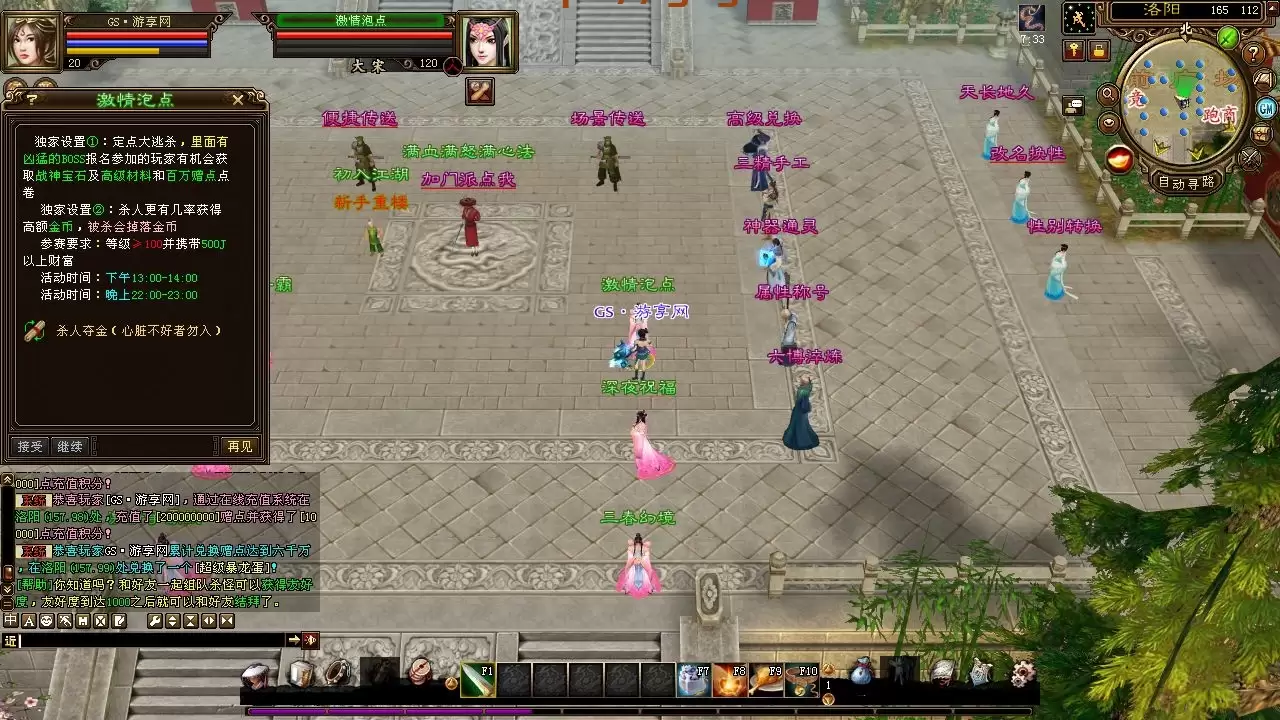 GS·游享网
20
激情泡点
大宋
120
7:33
洛阳
165 112
北
GM
竞
跑商
自动寻路
激情泡点
独家设置①：定点大逃杀，里面有
凶猛的BOSS报名参加的玩家有机会获
取战神宝石及高级材料和百万赠点点
卷
独家设置②：杀人更有几率获得
高额金币！
参赛要求：等级≥100并携带500J
以上财富
活动时间：下午13:00-14:00
活动时间：晚上22:00-23:00
杀人夺金（心脏不好者勿入）
接受
继续
再见
便捷传送
场景传送
高级兑换
天长地久
满血满怒满心法
改名换性
初入江湖
加门派点我
新手重楼
神器通灵
性别转换
霸
激情泡点
属性称号
GS·游享网
深夜祝福
三春幻境
000]点充值积分！
恭喜玩家[GS·游享网]，通过在线充值系统在
洛阳(157,98)处，充值了[200000000]赠点并获得了[10
000]点充值积分！
恭喜玩家GS·游享网累计兑换赠点达到六千万
，在洛阳(157,99)处兑换了一个[超级暴龙蛋]！
[帮助]你知道吗？和好友一起组队杀怪可以获得友好
度，友好度到达1000之后就可以和好友结拜了。
近
F1
F7
F8
F9
F10
1